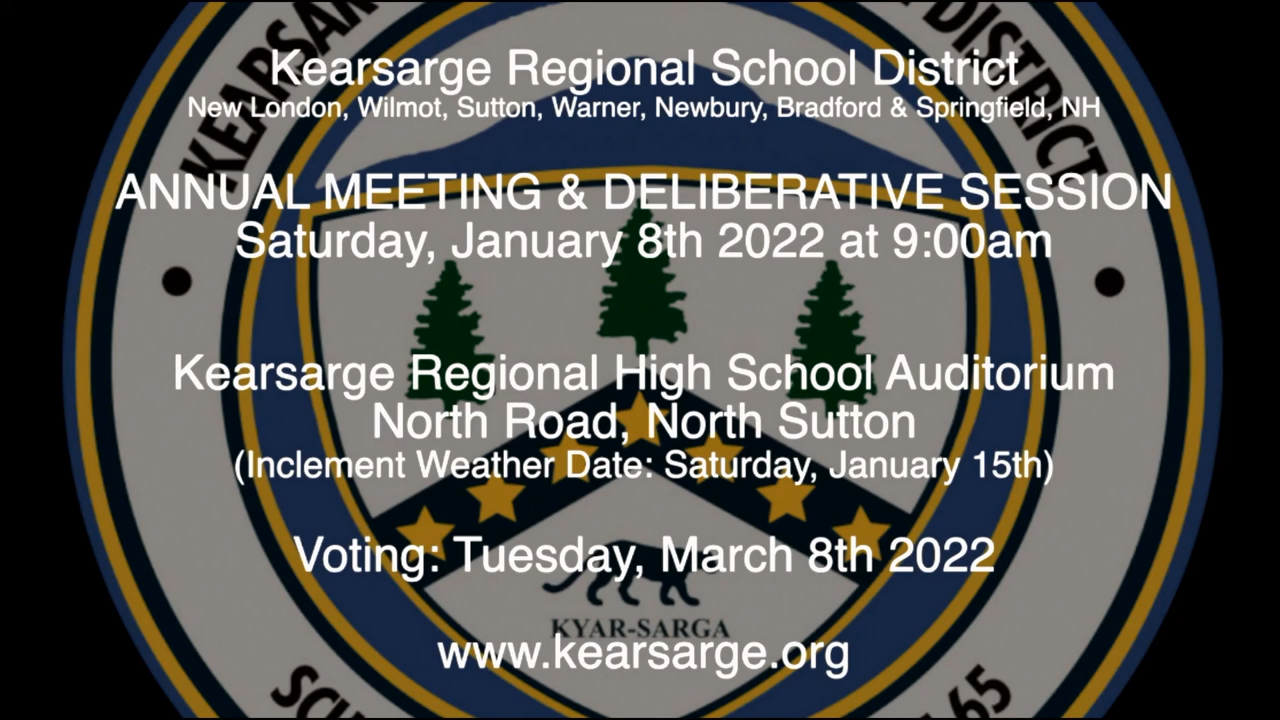 Kearsarge Regional School District
New London, Wilmot, Sutton, Warner, Newbury, Bradford & Springfield, NH
ANNUAL MEETING & DELIBERATIVE SESSION
Saturday, January 8th 2022 at 9:00am
Kearsarge Regional High School Auditorium
North Road, North Sutton
(Inclement Weather Date: Saturday, January 15th)
Voting: Tuesday, March 8th 2022
KYAR-SARGA
www.kearsarge.org
DISTRICT
65